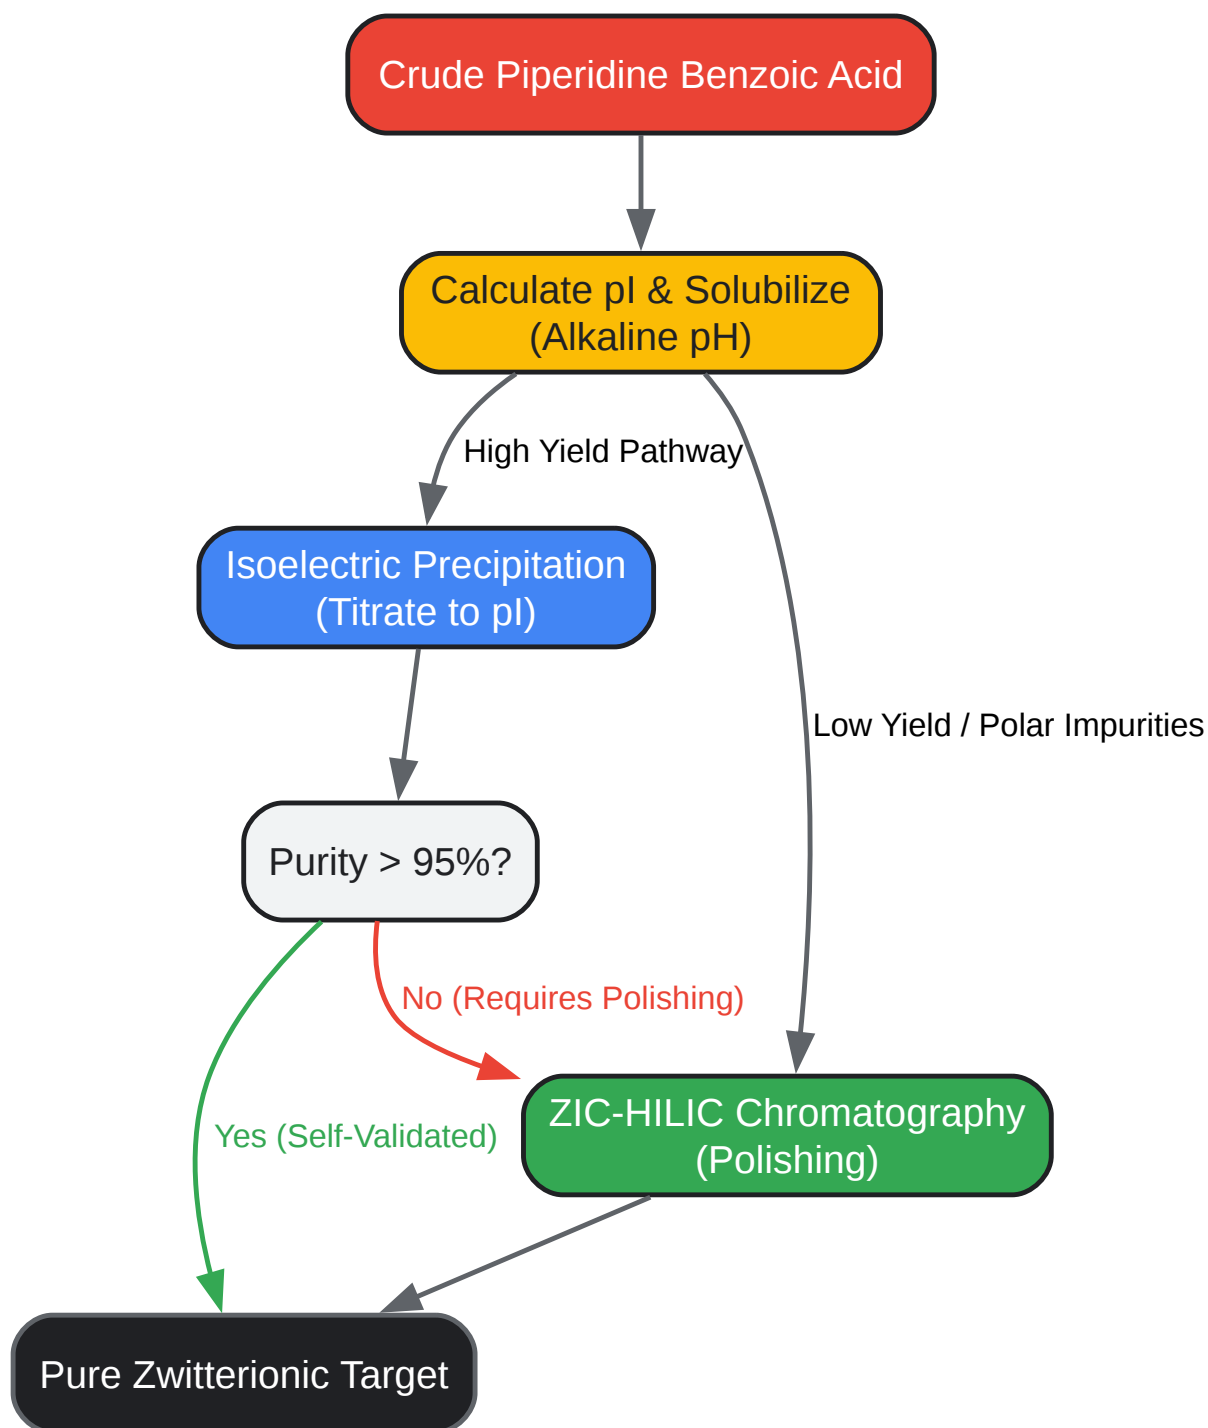 Crude Piperidine Benzoic Acid
Calculate pI & Solubilize
(Alkaline pH)
High Yield Pathway
Isoelectric Precipitation
(Titrate to pI)
Low Yield / Polar Impurities
Purity > 95%?
No (Requires Polishing)
Yes (Self-Validated)
ZIC-HILIC Chromatography
(Polishing)
Pure Zwitterionic Target